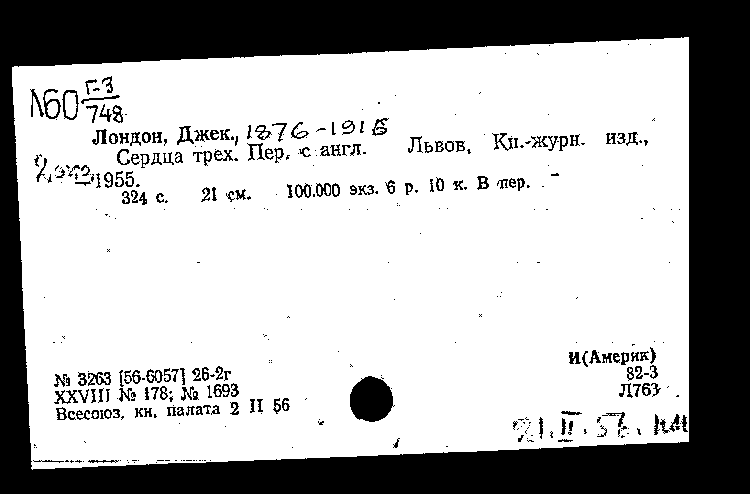 №60 Г-3
748
Лондон, Джек., 1876-1916
Сердца трех. Пер. с англ. Львов, Кн.-журн. изд.,
1955.
324 с. 21 см. 100.000 экз. 6 р. 10 к. В пер.
№ 3263 [56-6057] 26-2г
XXVIII № 178; № 1693
Всесоюз. кн. палата 2 II 56
И(Америк)
82-3
Л763
21.II.56.